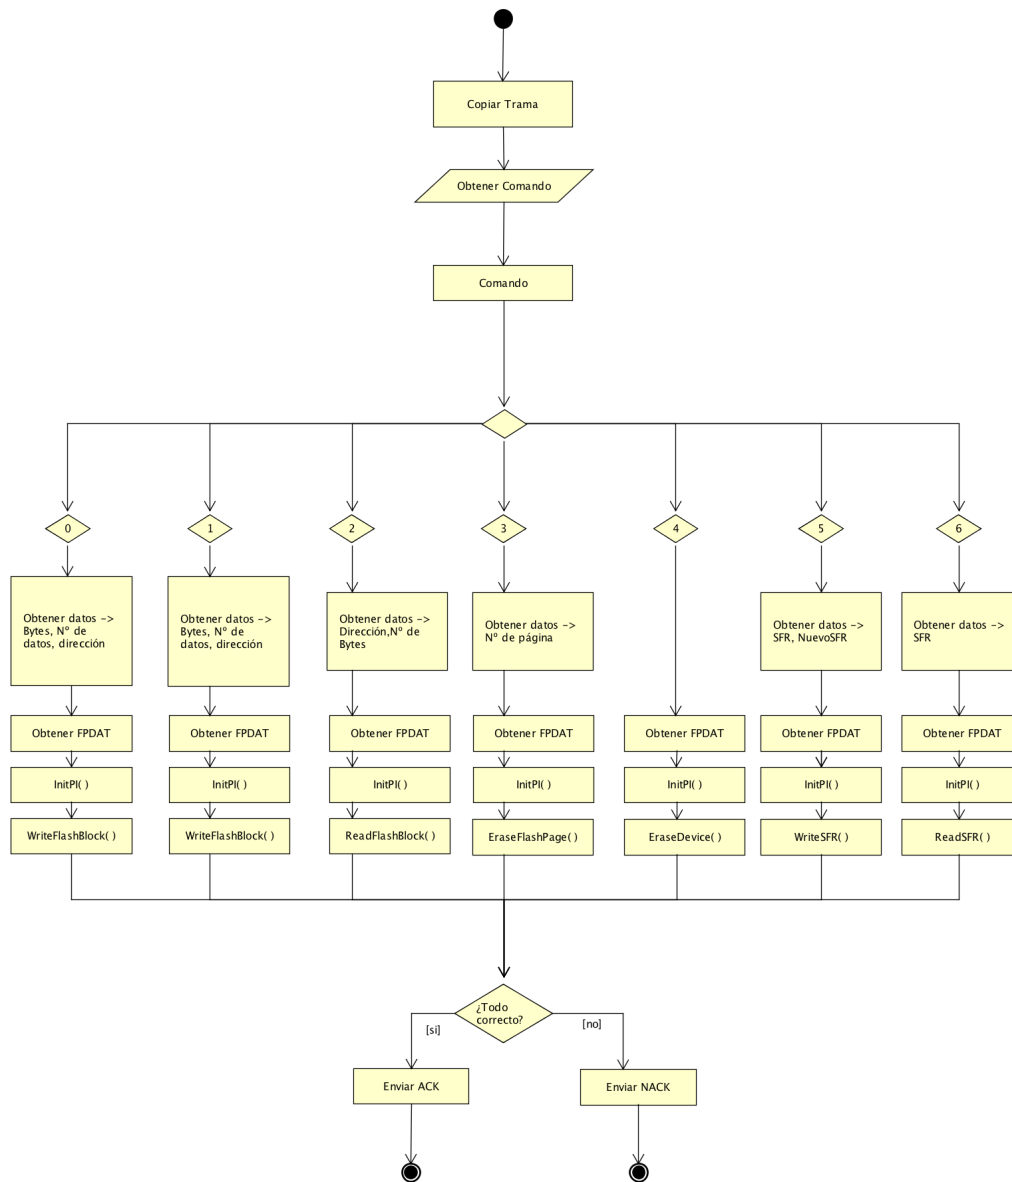 Copiar Trama
Obtener Comando
Comando
0
1
2
3
4
5
6
Obtener datos ->
Bytes, Nº de
datos, dirección
Obtener datos ->
Bytes, Nº de
datos, dirección
Obtener datos ->
Dirección,Nº de
Bytes
Obtener datos ->
Nº de página
Obtener datos ->
SFR, NuevoSFR
Obtener datos ->
SFR
Obtener FPDAT
Obtener FPDAT
Obtener FPDAT
Obtener FPDAT
Obtener FPDAT
Obtener FPDAT
Obtener FPDAT
InitPI( )
InitPI( )
InitPI( )
InitPI( )
InitPI( )
InitPI( )
InitPI( )
WriteFlashBlock( )
WriteFlashBlock( )
ReadFlashBlock( )
EraseFlashPage( )
EraseDevice( )
WriteSFR( )
ReadSFR( )
¿Todo
correcto?
[si]
[no]
Enviar ACK
Enviar NACK